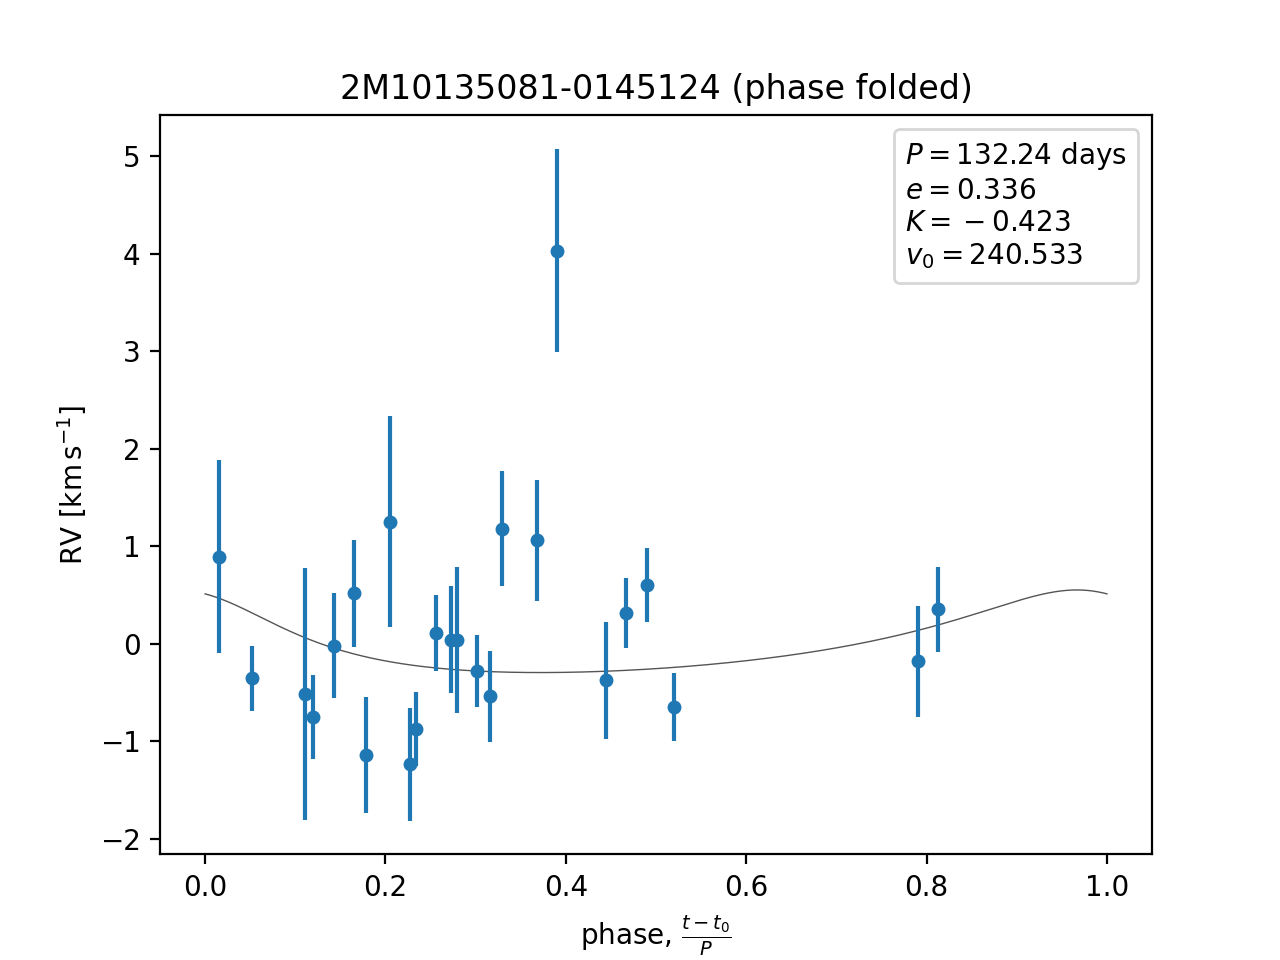 2M10135081-0145124 (phase folded)
P = 132.24 days
e = 0.336
K = −0.423
v₀ = 240.533
RV [km s⁻¹]
5
4
3
2
1
0
−1
−2
0.0 0.2 0.4 0.6 0.8 1.0
phase, (t − t₀)/P